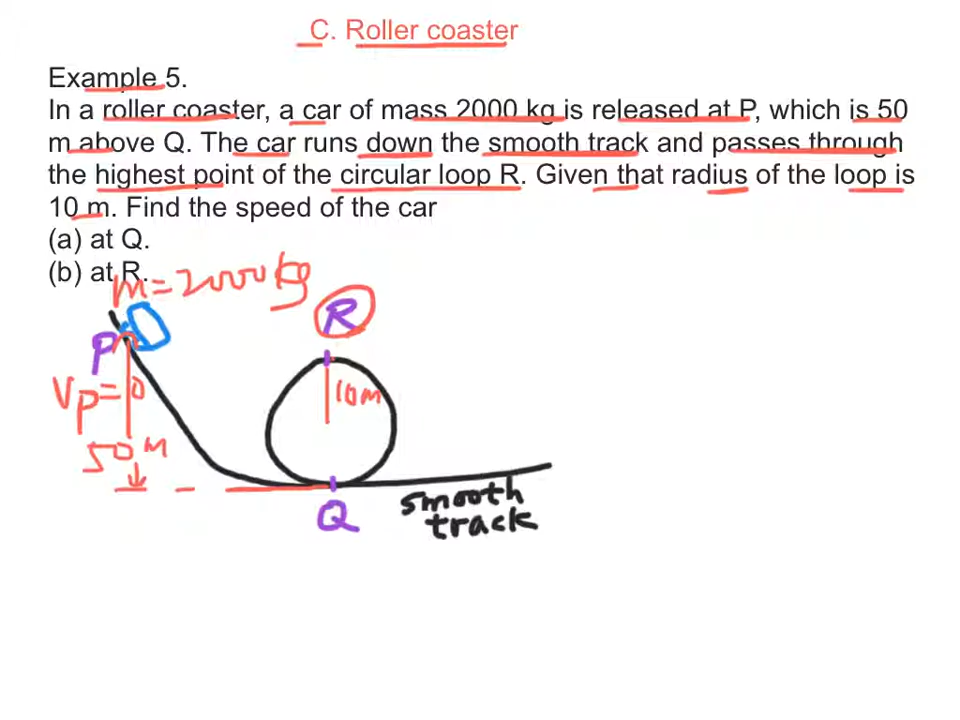 C. Roller coaster
Example 5.
In a roller coaster, a car of mass 2000 kg is released at P, which is 50
m above Q. The car runs down the smooth track and passes through
the highest point of the circular loop R. Given that radius of the loop is
10 m. Find the speed of the car
(a) at Q.
(b) at R.
m = 2000 kg
R
P
Vp = 0
10m
50 m
smooth
track
Q